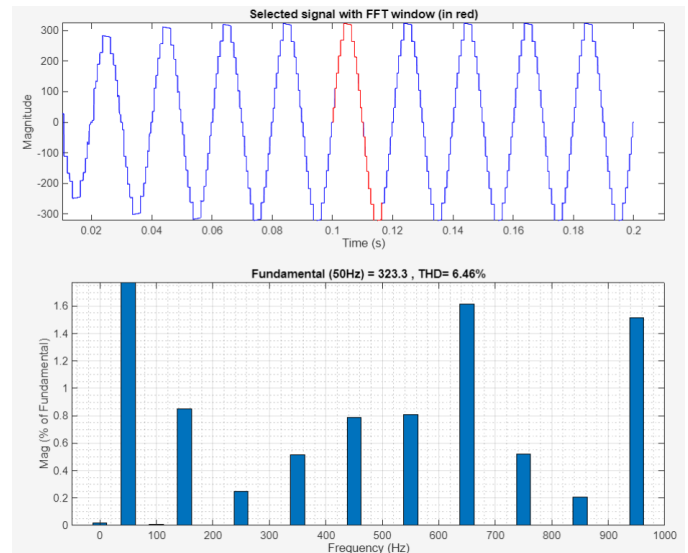 Selected signal with FFT window (in red)
300
200
100
0
-100
-200
-300
Magnitude
0.02 0.04 0.06 0.08 0.1 0.12 0.14 0.16 0.18 0.2
Time (s)
Fundamental (50Hz) = 323.3 , THD= 6.46%
1.6
1.4
1.2
1
0.8
0.6
0.4
0.2
0
Mag (% of Fundamental)
0 100 200 300 400 500 600 700 800 900 1000
Frequency (Hz)